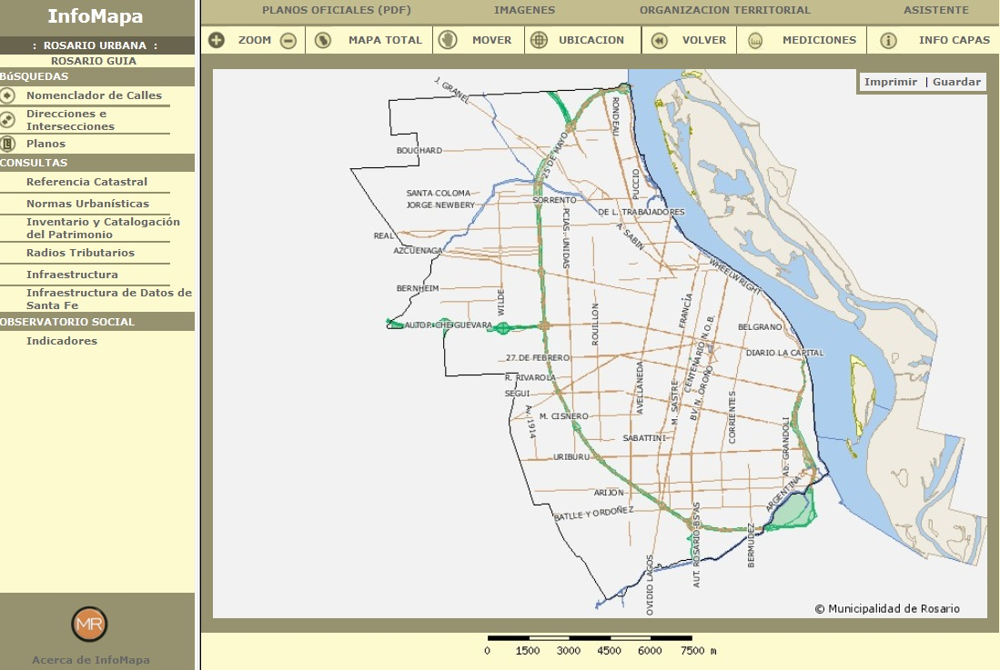 InfoMapa
: ROSARIO URBANA :
ROSARIO GUIA
BúSQUEDAS
Nomenclador de Calles
Direcciones e
Intersecciones
Planos
CONSULTAS
Referencia Catastral
Normas Urbanísticas
Inventario y Catalogación
del Patrimonio
Radios Tributarios
Infraestructura
Infraestructura de Datos de
Santa Fe
OBSERVATORIO SOCIAL
Indicadores
MR
Acerca de InfoMapa
PLANOS OFICIALES (PDF) IMAGENES ORGANIZACION TERRITORIAL ASISTENTE
ZOOM MAPA TOTAL MOVER UBICACION VOLVER MEDICIONES INFO CAPAS
Imprimir | Guardar
J. GRANEL
RONDEAU
25 DE MAYO
BOUCHARD
PUCCIO
SANTA COLOMA
JORGE NEWBERY
SORRENTO
DE L. TRABAJADORES
PCIAS. UNIDAS
A. SABIN
REAL
AZCUENAGA
WHEELWRIGHT
BERNHEIM
WILDE
FRANCÍA
ROUILLON
AUTOP. CHE GUEVARA
BELGRANO
CENTENARIO N.O.B.
DIARIO LA CAPITAL
27 DE FEBRERO
R. RIVAROLA
AVELLANEDA
M. SASTRE
BV. N. OROÑO
SEGUI
CORRIENTES
Av. 1914
M. CISNERO
SABATTINI
Ab. GRANDOLI
URIBURU
ARIJON
ARGENTINA
BATLLE Y ORDOÑEZ
AUT. ROSARIO-BS-AS
BERMUDEZ
OVIDIO LAGOS
© Municipalidad de Rosario
0 1500 3000 4500 6000 7500 m